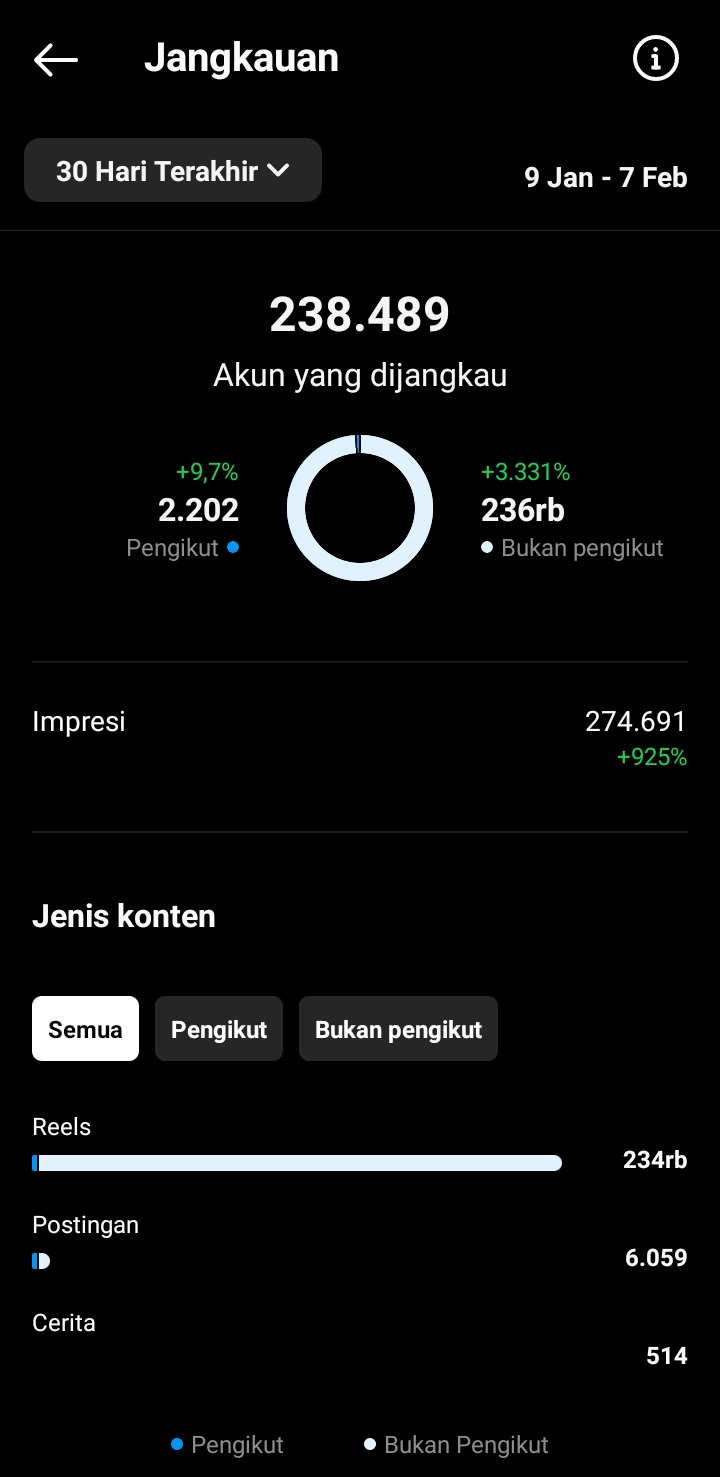 Jangkauan
30 Hari Terakhir
9 Jan - 7 Feb
238.489
Akun yang dijangkau
+9,7%
2.202
Pengikut
+3.331%
236rb
Bukan pengikut
Impresi
274.691
+925%
Jenis konten
Semua
Pengikut
Bukan pengikut
Reels
234rb
Postingan
6.059
Cerita
514
Pengikut
Bukan Pengikut